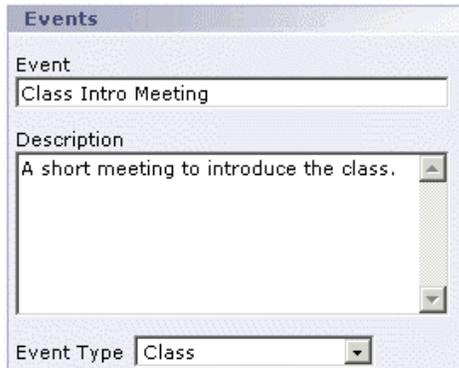 Events
Event
Class Intro Meeting
Description
A short meeting to introduce the class.
Event Type Class